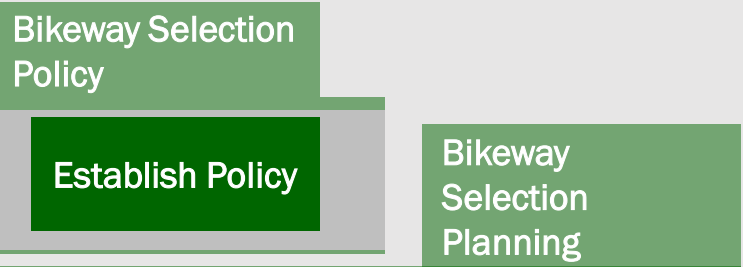 Bikeway Selection
Policy
Establish Policy
Bikeway
Selection
Planning